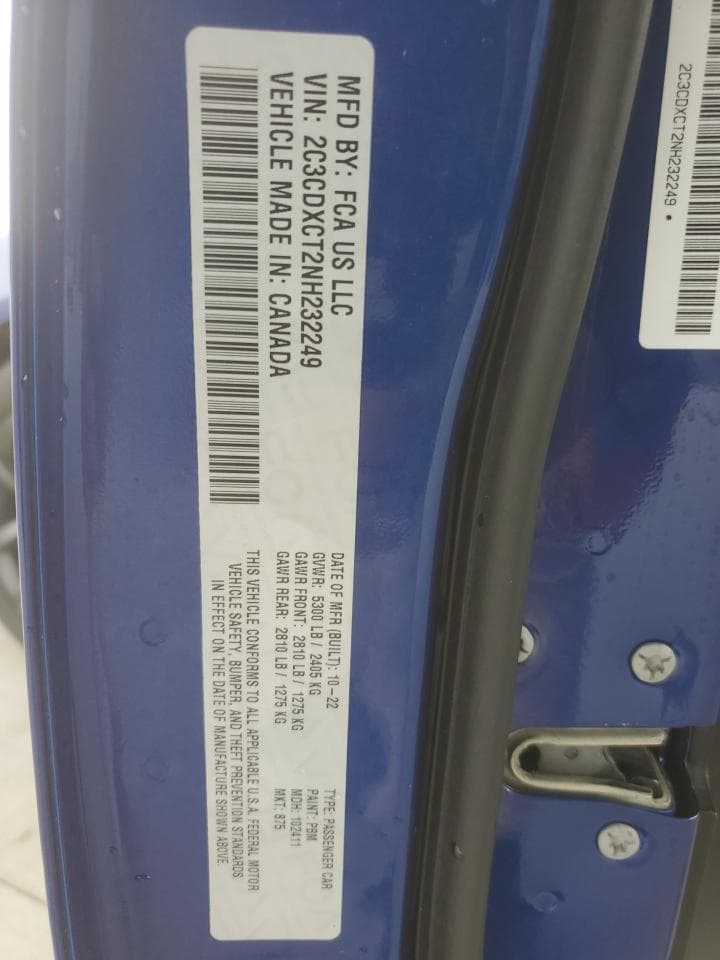 MFD BY: FCA US LLC
VIN: 2C3CDXCT2NH232249
VEHICLE MADE IN: CANADA
DATE OF MFR (BUILT): 10-22
GVWR: 5300 LB / 2405 KG
GAWR FRONT: 2810 LB / 1275 KG
GAWR REAR: 2810 LB / 1275 KG
THIS VEHICLE CONFORMS TO ALL APPLICABLE U.S.A. FEDERAL MOTOR
VEHICLE SAFETY, BUMPER, AND THEFT PREVENTION STANDARDS
IN EFFECT ON THE DATE OF MANUFACTURE SHOWN ABOVE.
TYPE: PASSENGER CAR
PAINT: PBM
MDH: 102411
MKT: 875
2C3CDXCT2NH232249 •